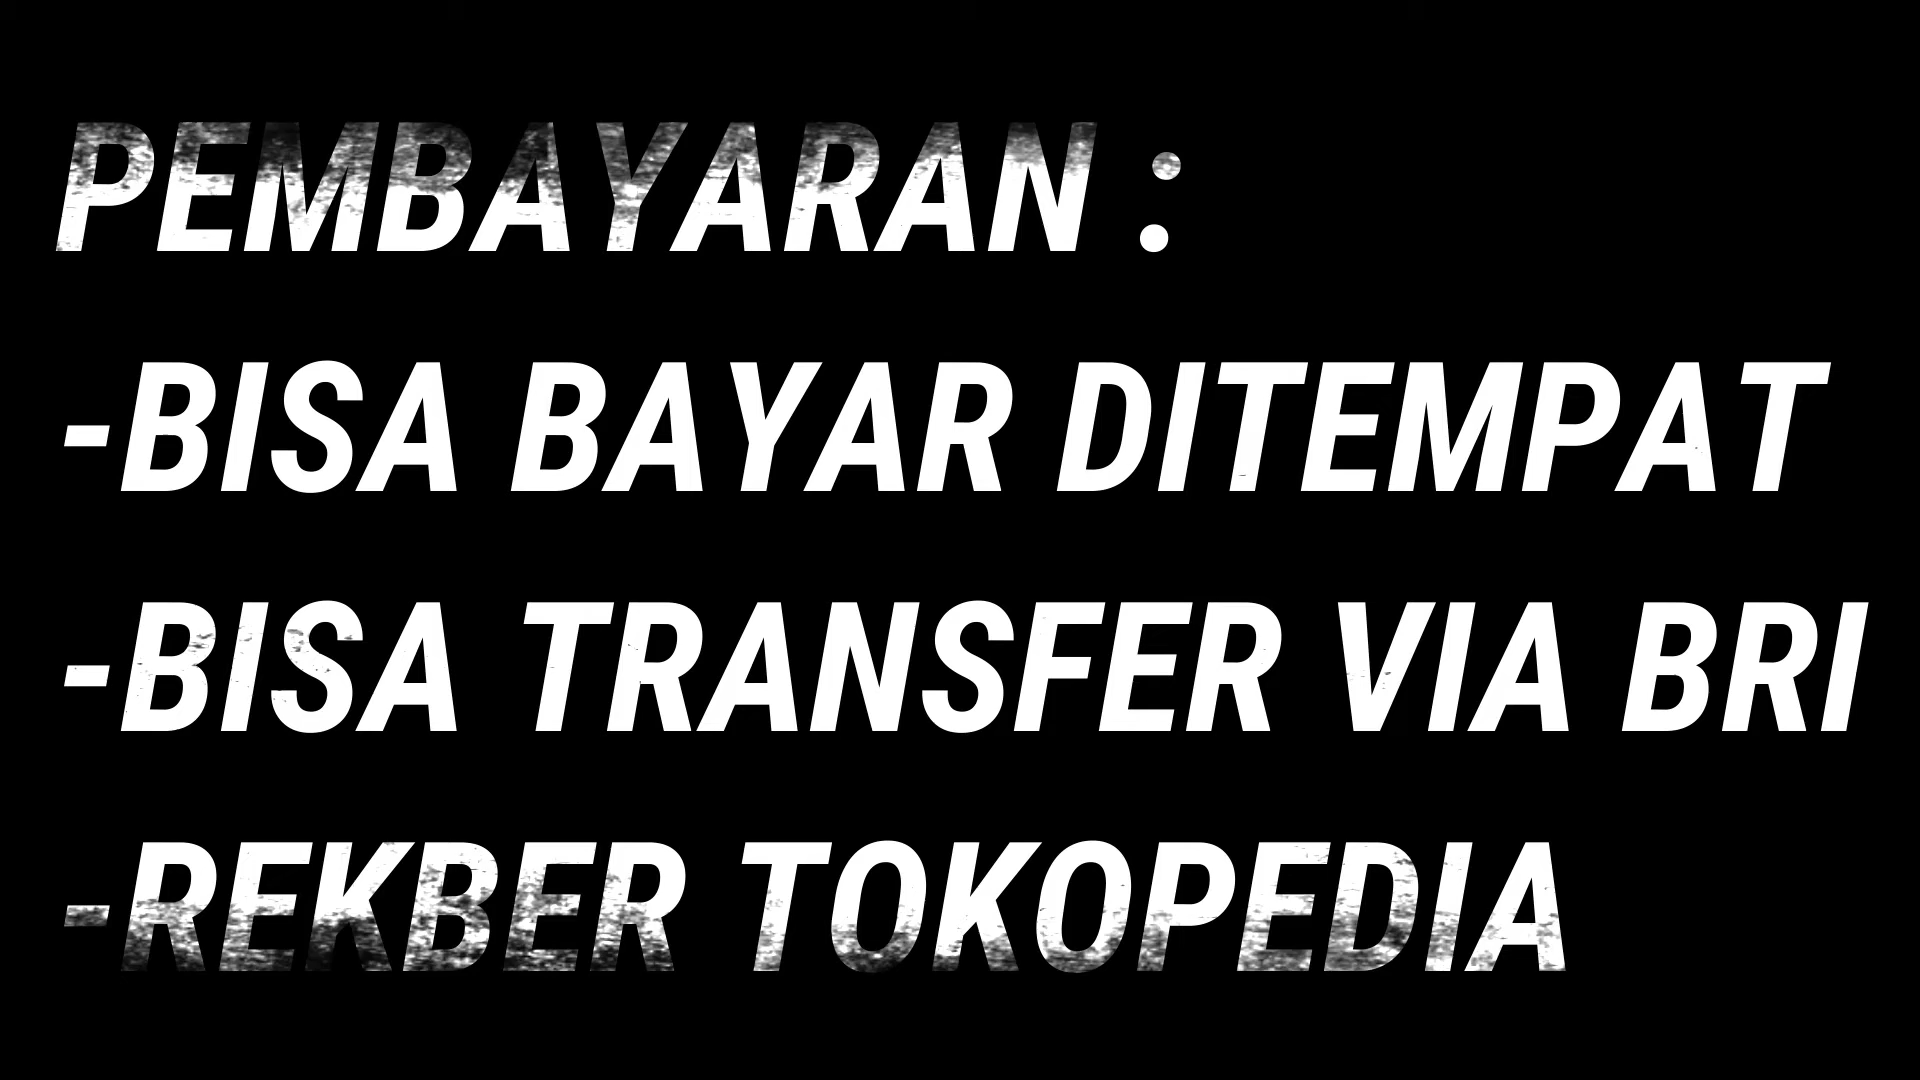 PEMBAYARAN :
-BISA BAYAR DITEMPAT
-BISA TRANSFER VIA BRI
-REKBER TOKOPEDIA